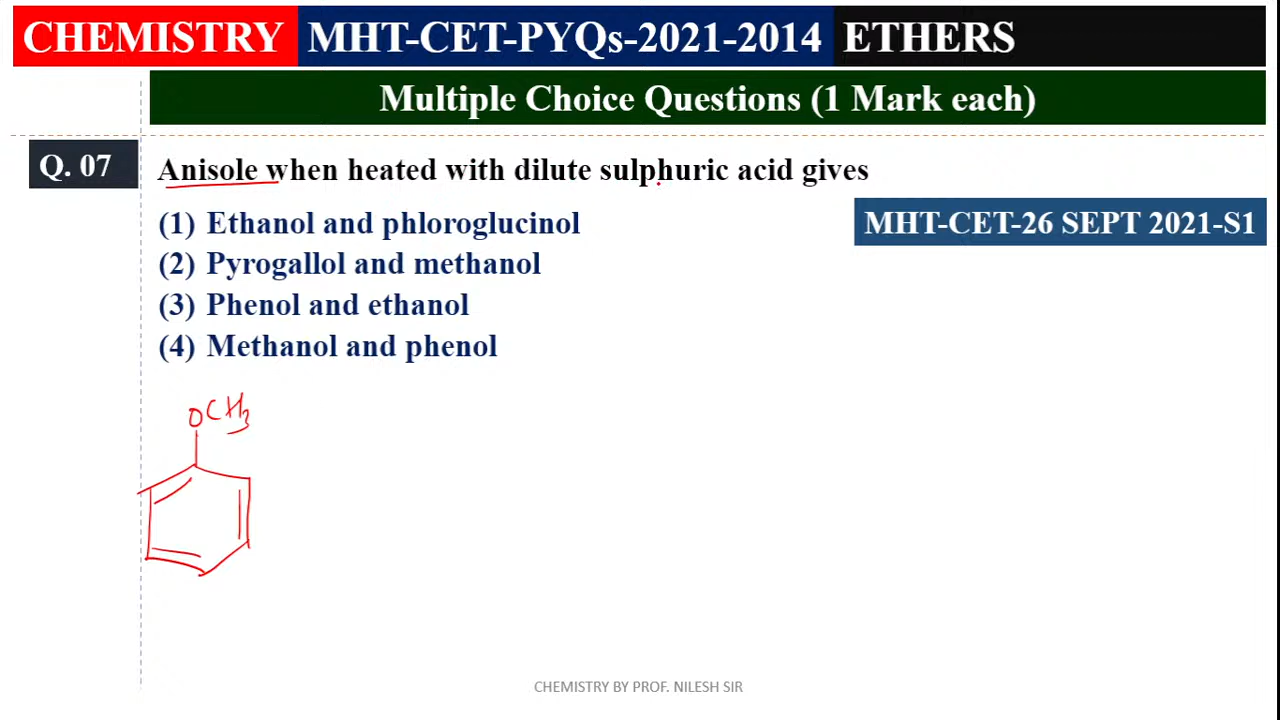 CHEMISTRY MHT-CET-PYQs-2021-2014 ETHERS
Multiple Choice Questions (1 Mark each)
Q. 07 Anisole when heated with dilute sulphuric acid gives
(1) Ethanol and phloroglucinol
MHT-CET-26 SEPT 2021-S1
(2) Pyrogallol and methanol
(3) Phenol and ethanol
(4) Methanol and phenol
OCH3
CHEMISTRY BY PROF. NILESH SIR